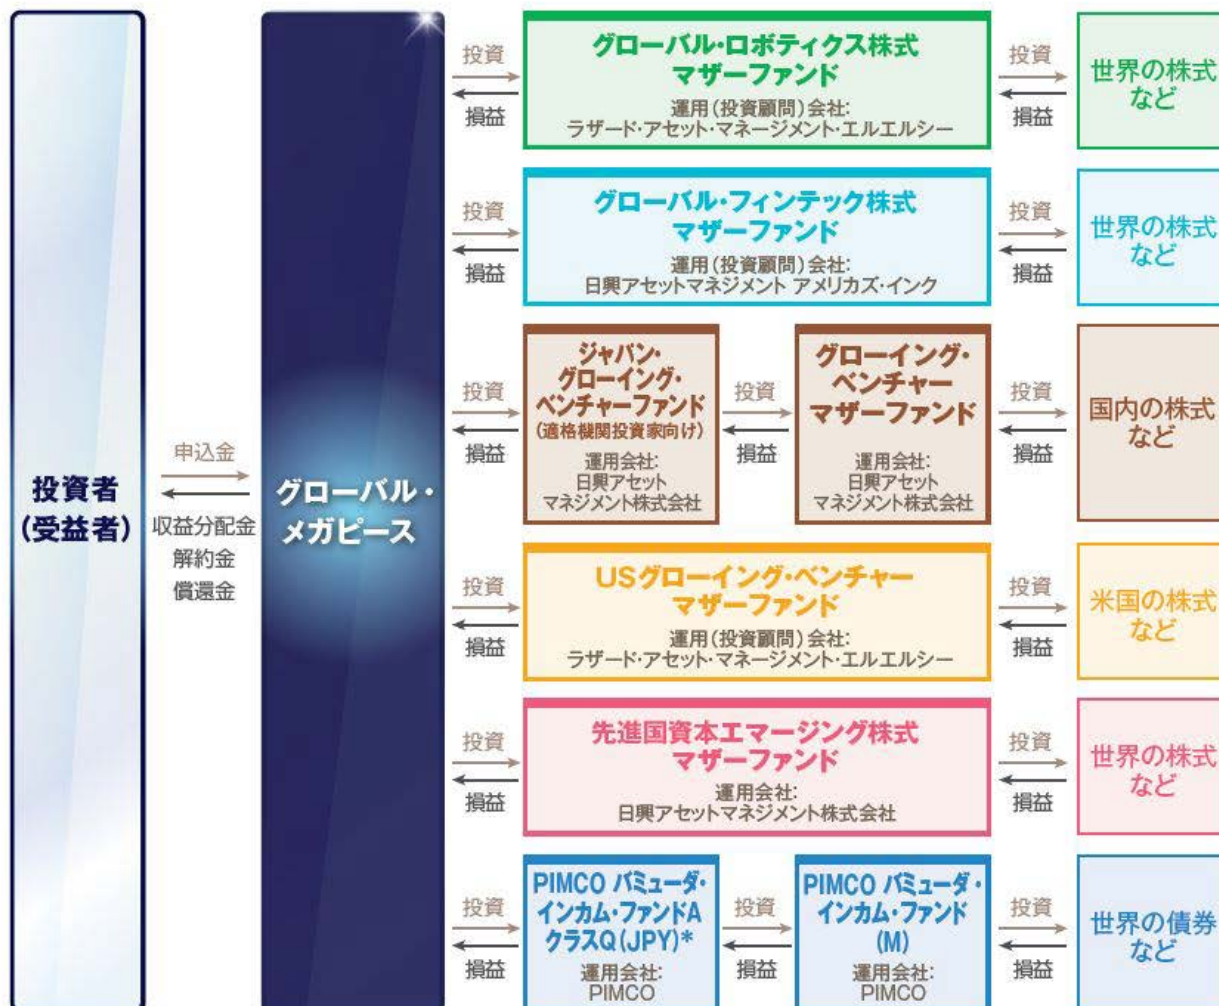 投資者
(受益者)
申込金
収益分配金
解約金
償還金
グローバル・
メガピース
投資
損益
グローバル・ロボティクス株式
マザーファンド
運用(投資顧問)会社:
ラザード・アセット・マネージメント・エルエルシー
投資
損益
世界の株式
など
投資
損益
グローバル・フィンテック株式
マザーファンド
運用(投資顧問)会社:
日興アセットマネジメント アメリカズ・インク
投資
損益
世界の株式
など
投資
損益
ジャパン・
グローイング・
ベンチャーファンド
(適格機関投資家向け)
運用会社:
日興アセット
マネジメント株式会社
投資
損益
グローイング・
ベンチャー
マザーファンド
運用会社:
日興アセット
マネジメント株式会社
投資
損益
国内の株式
など
投資
損益
USグローイング・ベンチャー
マザーファンド
運用(投資顧問)会社:
ラザード・アセット・マネージメント・エルエルシー
投資
損益
米国の株式
など
投資
損益
先進国資本エマージング株式
マザーファンド
運用会社:
日興アセットマネジメント株式会社
投資
損益
世界の株式
など
投資
損益
PIMCO バミューダ・
インカム・ファンドA
クラスQ(JPY)*
運用会社:
PIMCO
投資
損益
PIMCO バミューダ・
インカム・ファンド
(M)
運用会社:
PIMCO
投資
損益
世界の債券
など